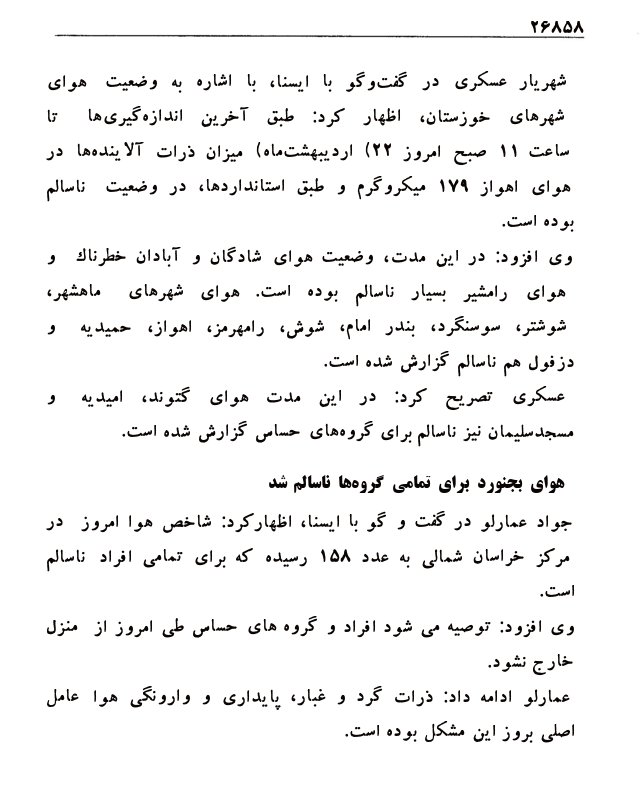 ۲۶۸۵۸
شهریار عسکری در گفت‌وگو با ایسنا، با اشاره به وضعیت هوای
شهرهای خوزستان، اظهار کرد: طبق آخرین اندازه‌گیری‌ها تا
ساعت ۱۱ صبح امروز ۲۲) اردیبهشت‌ماه) میزان ذرات آلاینده‌ها در
هوای اهواز ۱۷۹ میکروگرم و طبق استانداردها، در وضعیت ناسالم
بوده است.
وی افزود: در این مدت، وضعیت هوای شادگان و آبادان خطرناك و
هوای رامشیر بسیار ناسالم بوده است. هوای شهرهای ماهشهر،
شوشتر، سوسنگرد، بندر امام، شوش، رامهرمز، اهواز، حمیدیه و
دزفول هم ناسالم گزارش شده است.
عسکری تصریح کرد: در این مدت هوای گتوند، امیدیه و
مسجدسلیمان نیز ناسالم برای گروه‌های حساس گزارش شده است.
هوای بجنورد برای تمامی گروه‌ها ناسالم شد
جواد عمارلو در گفت و گو با ایسنا، اظهارکرد: شاخص هوا امروز در
مرکز خراسان شمالی به عدد ۱۵۸ رسیده که برای تمامی افراد ناسالم
است.
وی افزود: توصیه می شود افراد و گروه های حساس طی امروز از منزل
خارج نشود.
عمارلو ادامه داد: ذرات گرد و غبار، پایداری و وارونگی هوا عامل
اصلی بروز این مشکل بوده است.